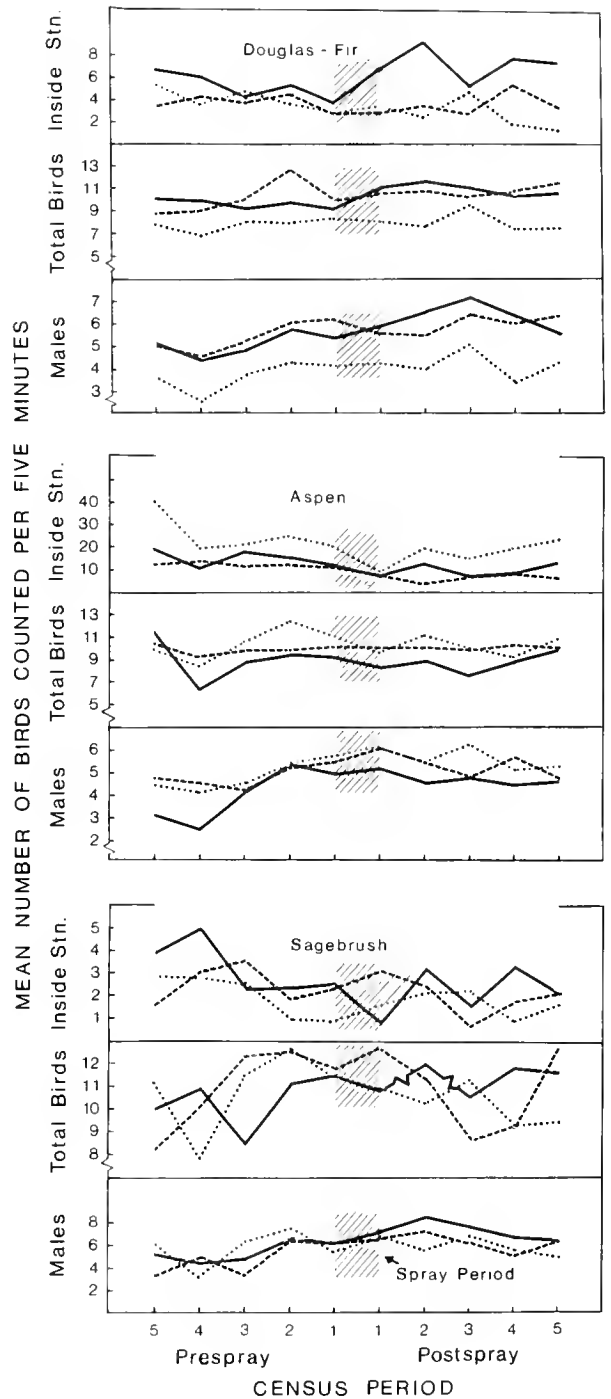 MEAN NUMBER OF BIRDS COUNTED PER FIVE MINUTES
Inside Stn.
8
6
4
2
Douglas - Fir
Total Birds
13
11
9
7
5
Males
7
6
5
4
3
Inside Stn.
40
30
20
10
Aspen
Total Birds
13
11
9
7
5
Males
6
5
4
3
2
Inside Stn.
5
4
3
2
1
Sagebrush
Total Birds
12
11
10
9
8
Males
8
6
4
2
Spray Period
5 4 3 2 1 1 2 3 4 5
Prespray Postspray
CENSUS PERIOD